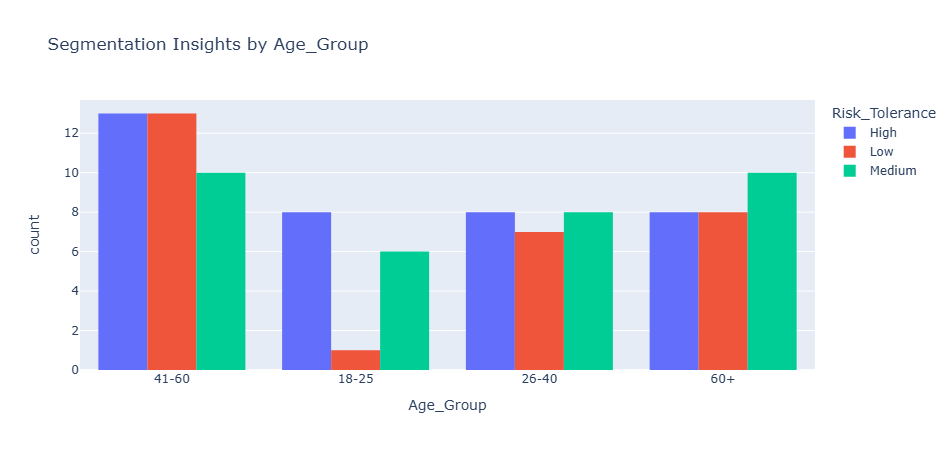 Segmentation Insights by Age_Group
Risk_Tolerance
High
Low
Medium
count
12
10
8
6
4
2
0
41-60
18-25
26-40
60+
Age_Group